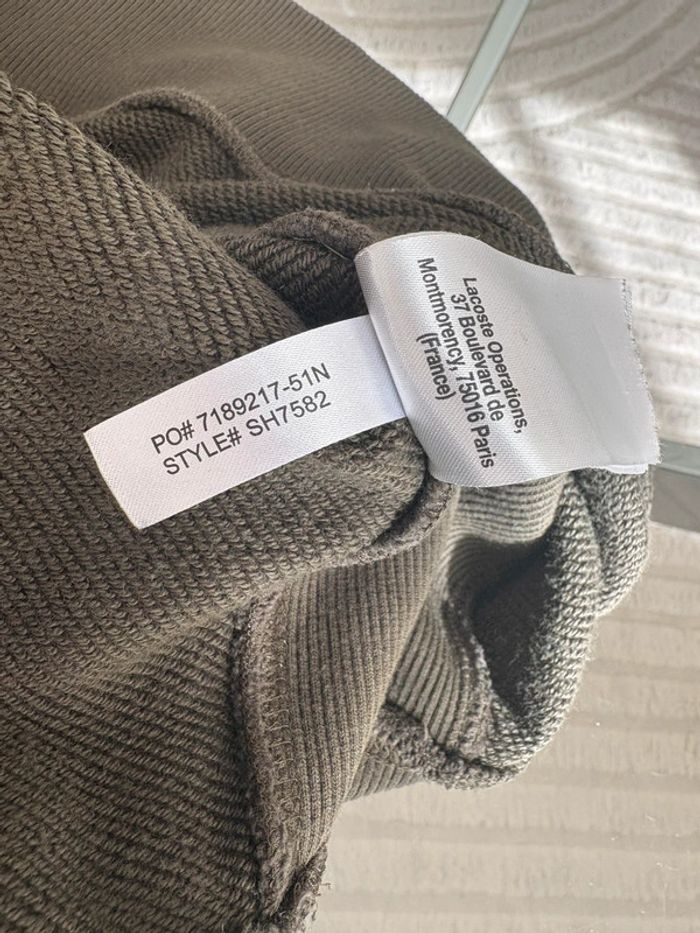 PO# 7189217-51N
STYLE# SH7582
Lacoste Operations,
37 Boulevard de
Montmorency, 75016 Paris
(France)